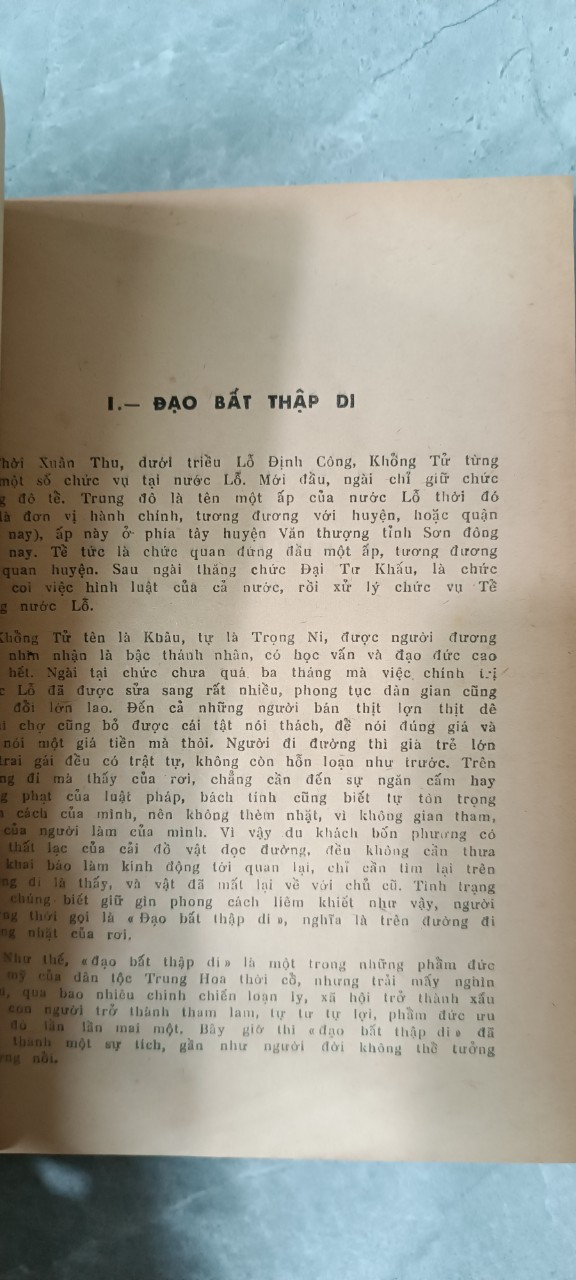 I.— ĐẠO BẤT THẬP DI
Xuân Thu, dưới triều Lỗ Định Công, Khổng Tử từng
một số chức vụ tại nước Lỗ. Mới đầu, ngài chỉ giữ chức
đô tề. Trung đô là tên một ấp của nước Lỗ thời đó
là đơn vị hành chính, tương đương với huyện, hoặc quận
nay), ấp này ở phía tây huyện Văn thượng tỉnh Sơn đông
nay. Tề tức là chức quan đứng đầu một ấp, tương đương
quan huyện. Sau ngài thăng chức Đại Tư Khấu, là chức
coi việc hình luật của cả nước, rồi xử lý chức vụ Tề
nước Lỗ.
Khổng Tử tên là Khâu, tự là Trọng Ni, được người đương
nhìn nhận là bậc thánh nhân, có học vấn và đạo đức cao
hết. Ngài tại chức chưa quá ba tháng mà việc chính trị
Lỗ đã được sửa sang rất nhiều, phong tục dân gian cũng
đổi lớn lao. Đến cả những người bán thịt lợn thịt dê
chợ cũng bỏ được cái tật nói thách, để nói đúng giá và
nói một giá tiền mà thôi. Người đi đường thì già trẻ lớn
trai gái đều có trật tự, không còn hỗn loạn như trước. Trên
đi mà thấy của rơi, chẳng cần đến sự ngăn cấm hay
phạt của luật pháp, bách tính cũng biết tự tôn trọng
cách của mình, nên không thèm nhặt, vì không gian tham,
của người làm của mình. Vì vậy du khách bốn phương có
thất lạc của cải đồ vật dọc đường, đều không cần thưa
khai báo làm kinh động tới quan lại, chỉ cần tìm lại trên
đi là thấy, và vật đã mất lại về với chủ cũ. Tình trạng
chúng biết giữ gìn phong cách liêm khiết như vậy, người
thời gọi là «Đạo bất thập di», nghĩa là trên đường đi
nhặt của rơi.
Như thế, «đạo bất thập di» là một trong những phẩm đức
mỹ của dân tộc Trung Hoa thời cổ, nhưng trải mấy nghìn
qua bao nhiêu chinh chiến loạn ly, xã hội trở thành xấu
con người trở thành tham lam, tự tư tự lợi, phẩm đức ưu
đó lần lần mai một. Bây giờ thì «đạo bất thập di» đã
thành một sự tích, gần như người đời không thể tưởng
nổi.